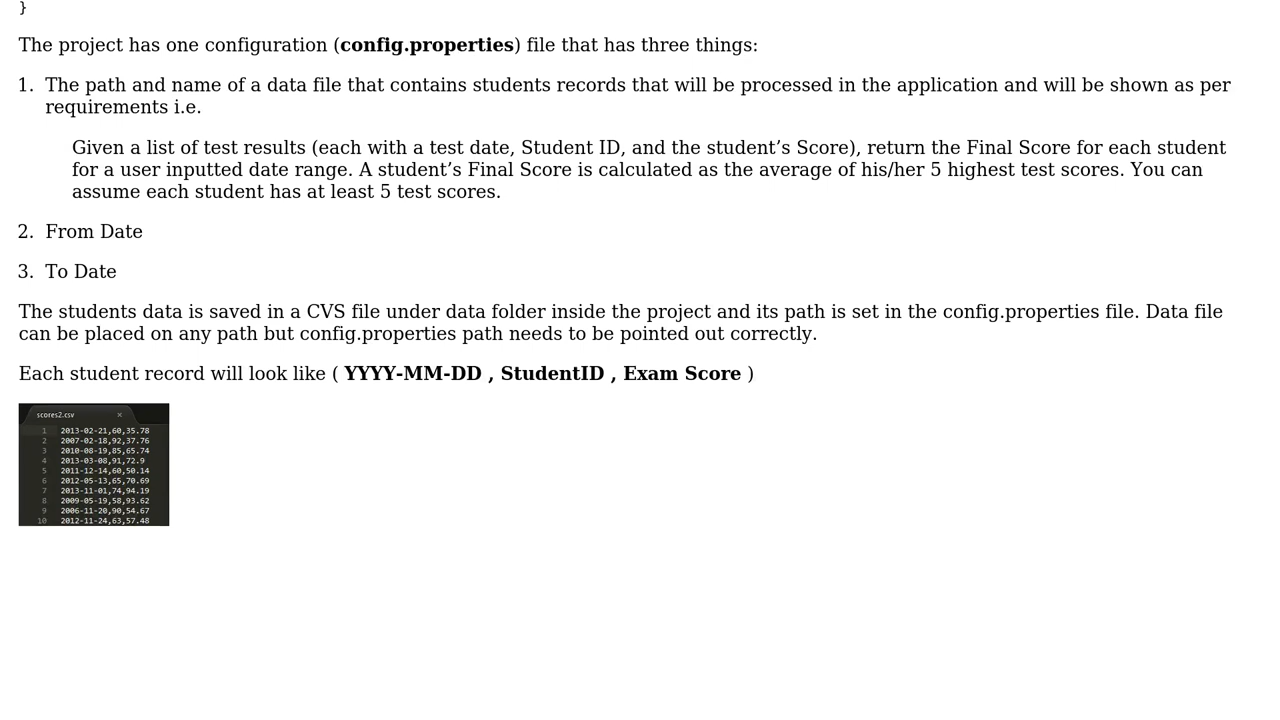 }
The project has one configuration (config.properties) file that has three things:
1. The path and name of a data file that contains students records that will be processed in the application and will be shown as per
requirements i.e.
Given a list of test results (each with a test date, Student ID, and the student’s Score), return the Final Score for each student
for a user inputted date range. A student’s Final Score is calculated as the average of his/her 5 highest test scores. You can
assume each student has at least 5 test scores.
2. From Date
3. To Date
The students data is saved in a CVS file under data folder inside the project and its path is set in the config.properties file. Data file
can be placed on any path but config.properties path needs to be pointed out correctly.
Each student record will look like ( YYYY-MM-DD , StudentID , Exam Score )
scores2.csv ×
1 2013-02-21,60,35.78
2 2007-02-18,92,37.76
3 2010-08-19,85,65.74
4 2013-03-08,91,72.9
5 2011-12-14,60,50.14
6 2012-05-13,65,70.69
7 2013-11-01,74,94.19
8 2009-05-19,58,93.62
9 2006-11-20,90,54.67
10 2012-11-24,63,57.48